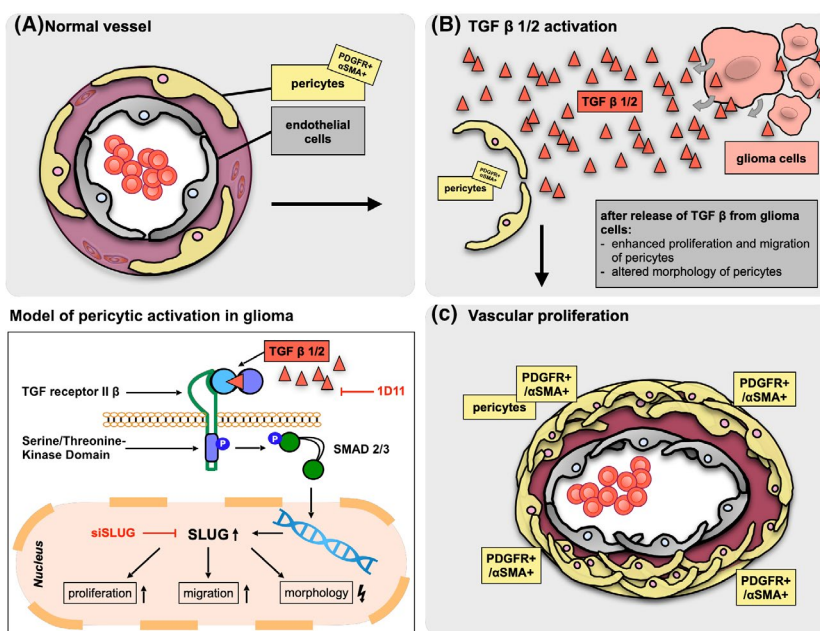 (A) Normal vessel
PDGFR+
αSMA+
pericytes
endothelial
cells
(B) TGF β 1/2 activation
TGF β 1/2
glioma cells
PDGFR+
αSMA+
pericytes
after release of TGF β from glioma
cells:
- enhanced proliferation and migration
of pericytes
- altered morphology of pericytes
Model of pericytic activation in glioma
TGF β 1/2
TGF receptor II β
1D11
Serine/Threonine-
Kinase Domain
P
P
SMAD 2/3
siSLUG
SLUG
Nucleus
proliferation
migration
morphology
(C) Vascular proliferation
PDGFR+
/αSMA+
pericytes
PDGFR+
/αSMA+
PDGFR+
/αSMA+
PDGFR+
/αSMA+